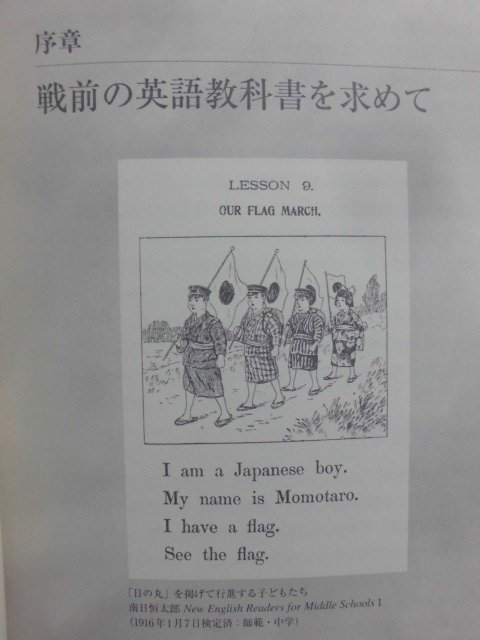 序章
戦前の英語教科書を求めて
LESSON 9.
OUR FLAG MARCH.
I am a Japanese boy.
My name is Momotaro.
I have a flag.
See the flag.
「日の丸」を掲げて行進する子どもたち
南日恒太郎 New English Readers for Middle Schools 1
(1916年1月7日検定済：師範・中学)